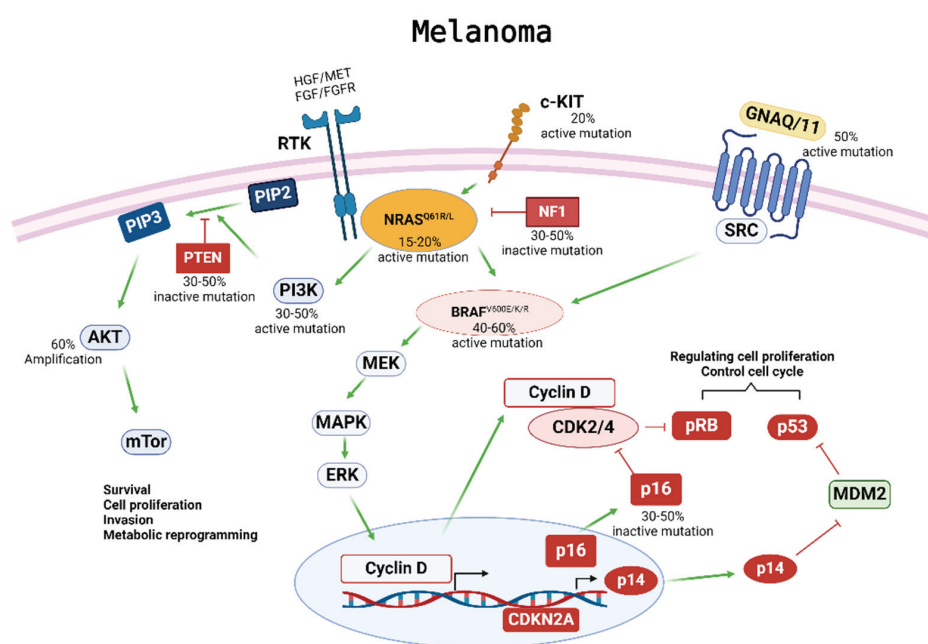 Melanoma
HGF/MET
FGF/FGFR
RTK
c-KIT
20%
active mutation
GNAQ/11
50%
active mutation
PIP2
PIP3
NRAS^Q61R/L
15-20%
active mutation
NF1
30-50%
inactive mutation
SRC
PTEN
30-50%
inactive mutation
PI3K
30-50%
active mutation
BRAF^V600E/K/R
40-60%
active mutation
60%
Amplification
AKT
MEK
Regulating cell proliferation
Control cell cycle
Cyclin D
CDK2/4
pRB
p53
MAPK
mTor
ERK
p16
30-50%
inactive mutation
MDM2
Survival
Cell proliferation
Invasion
Metabolic reprogramming
p16
Cyclin D
p14
p14
CDKN2A